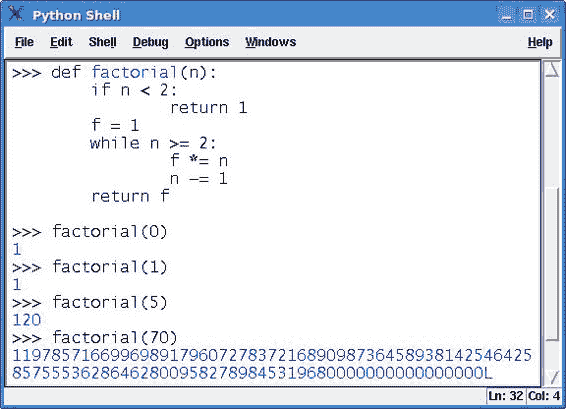 Python Shell
File Edit Shell Debug Options Windows Help
>>> def factorial(n):
        if n < 2:
                return 1
        f = 1
        while n >= 2:
                f *= n
                n -= 1
        return f
>>> factorial(0)
1
>>> factorial(1)
1
>>> factorial(5)
120
>>> factorial(70)
11978571669969891796072783721689098736458938142546425
857555362864628009582789845319680000000000000000L
Ln: 32 Col: 4